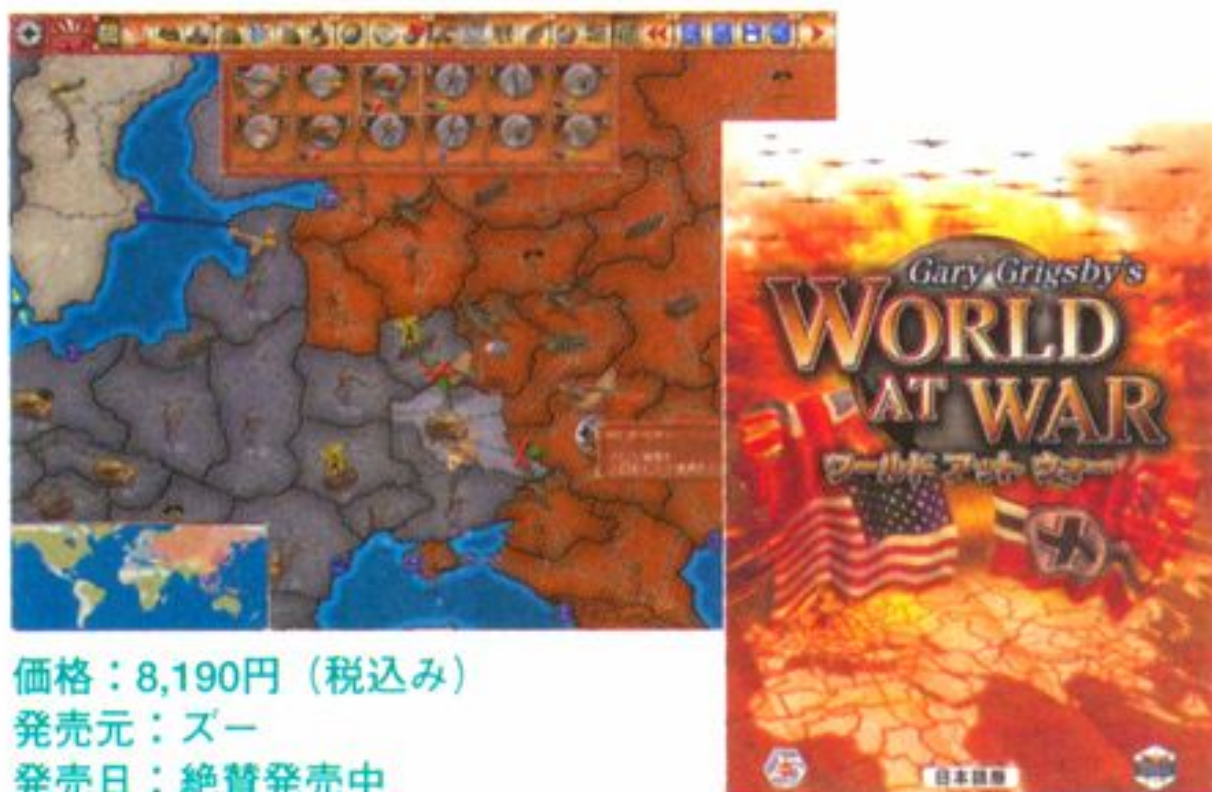 Gary Grigsby's
WORLD
AT WAR
ワールド アット ウォー
日本語版
価格：8,190円（税込み）
発売元：ズー
発売日：絶賛発売中